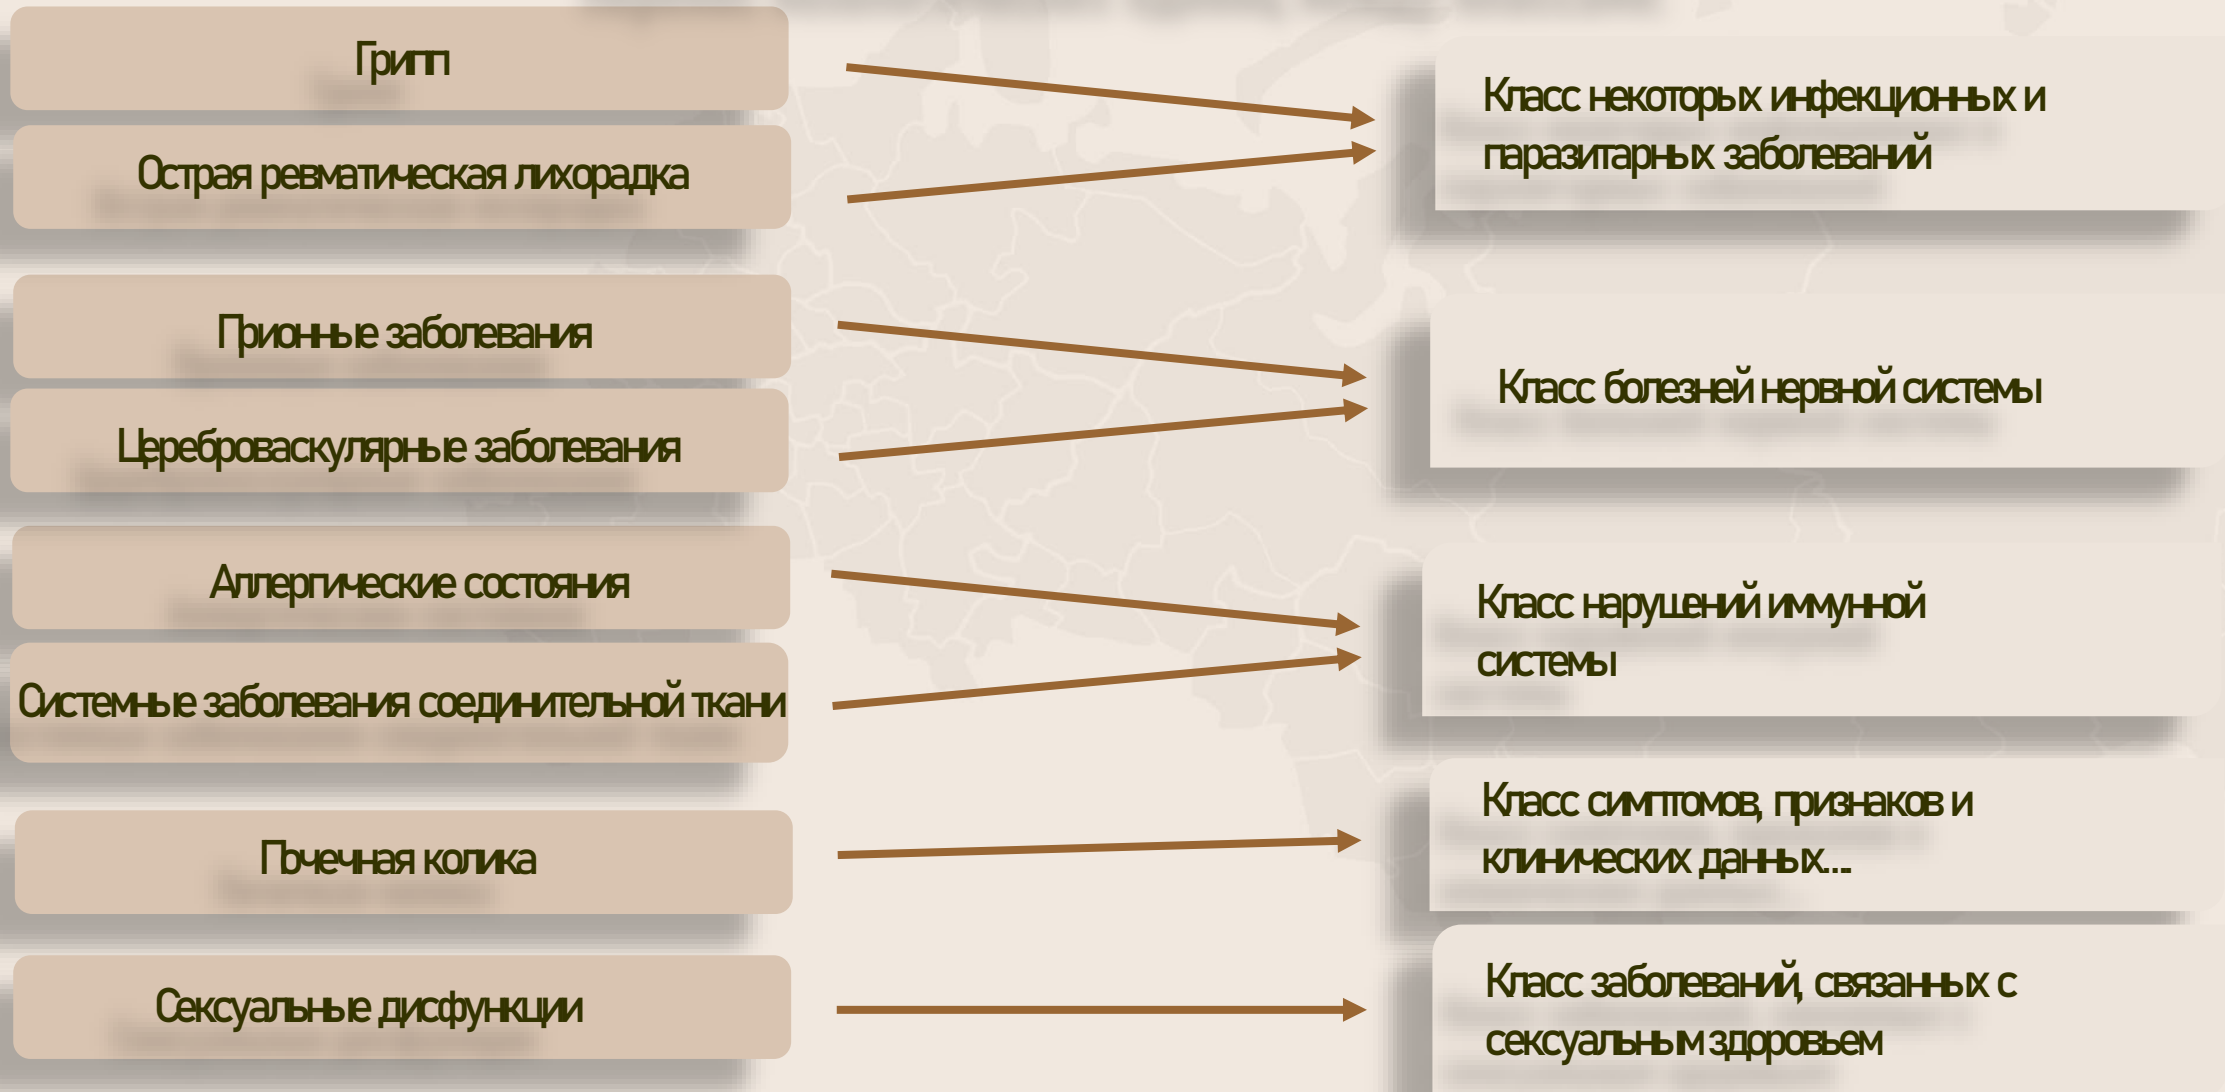 Грипп
Острая ревматическая лихорадка
Прионные заболевания
Цереброваскулярные заболевания
Аллергические состояния
Системные заболевания соединительной ткани
Почечная колика
Сексуальные дисфункции
Класс некоторых инфекционных и
паразитарных заболеваний
Класс болезней нервной системы
Класс нарушений иммунной
системы
Класс симптомов, признаков и
клинических данных...
Класс заболеваний, связанных с
сексуальным здоровьем